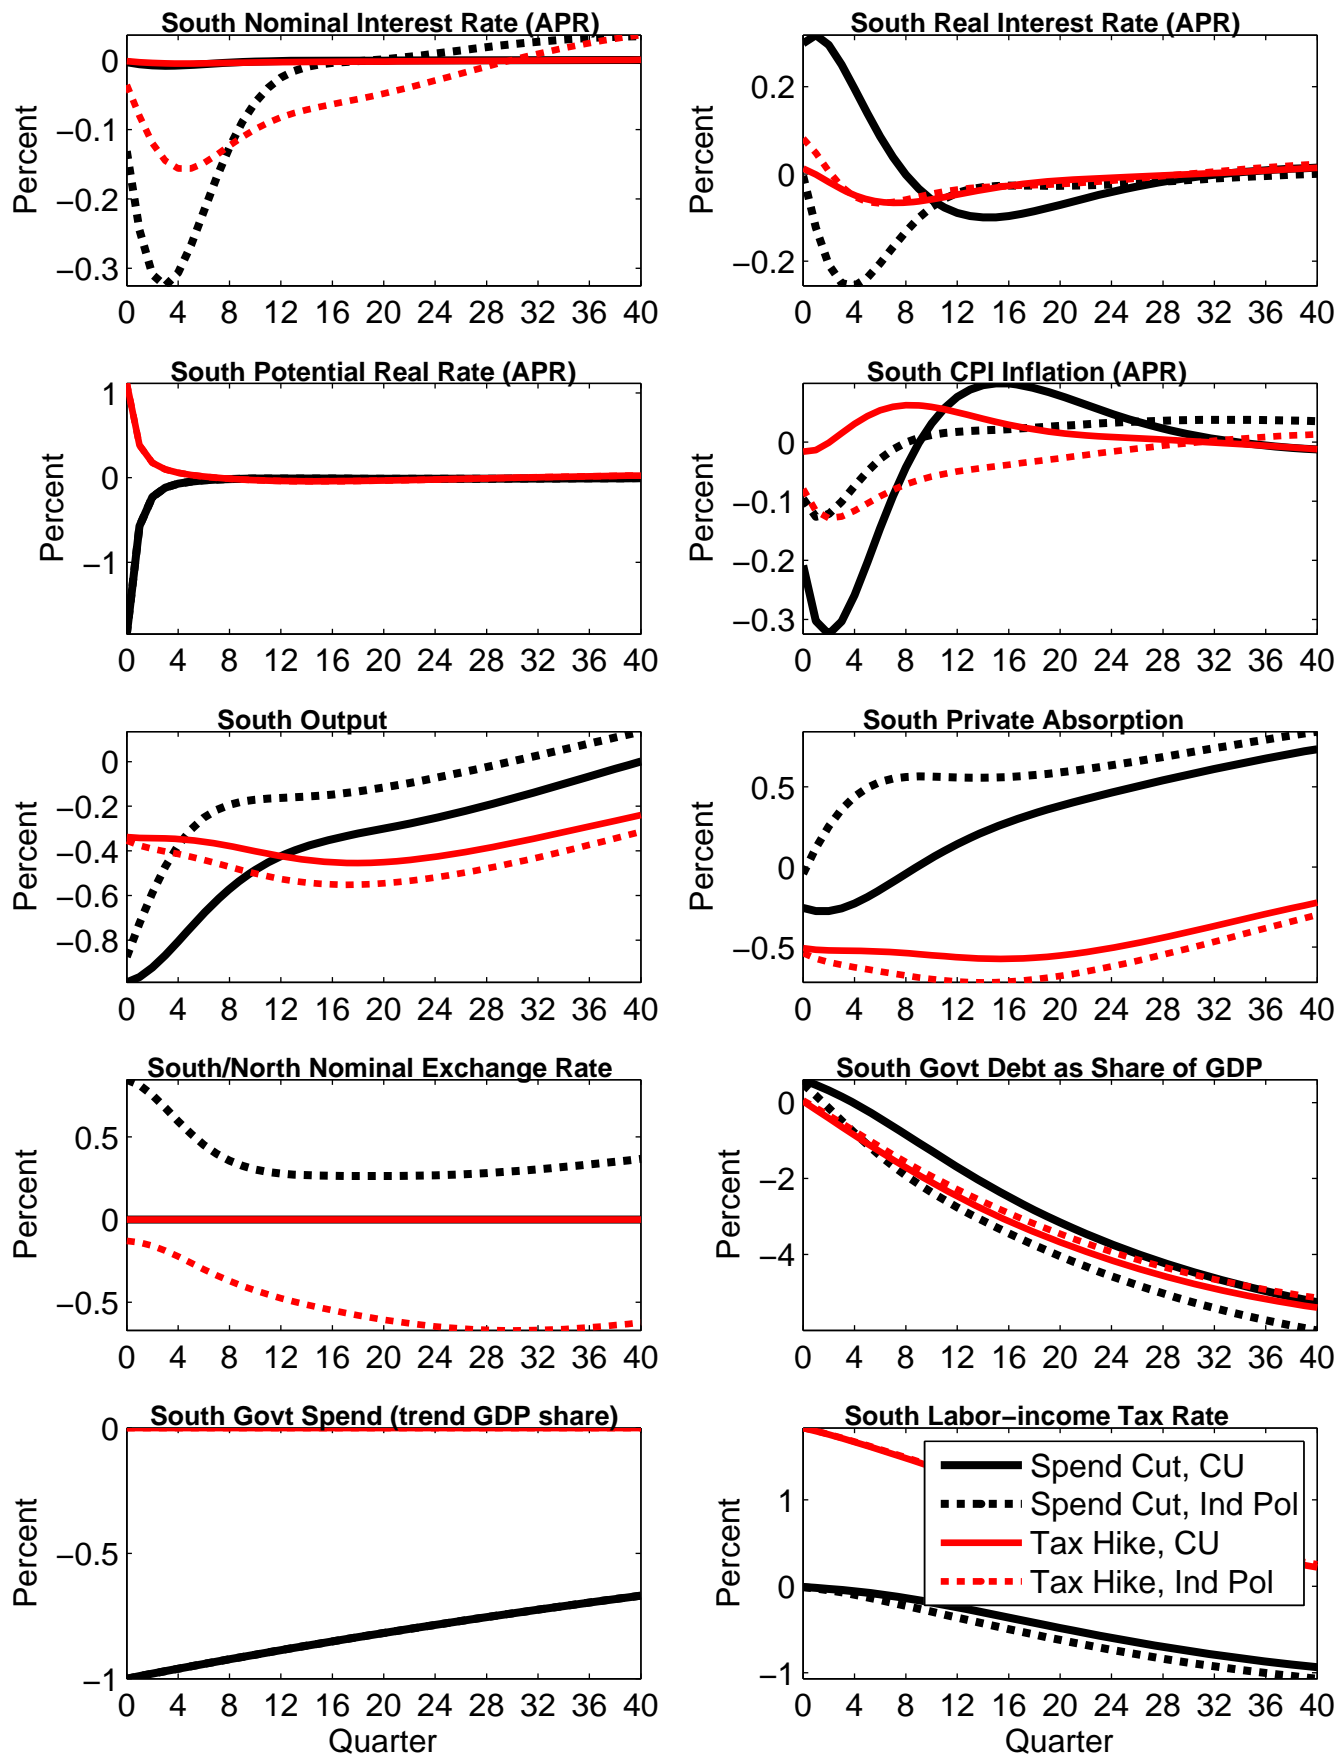 South Nominal Interest Rate (APR)
0
−0.1
−0.2
−0.3
Percent
0 4 8 12 16 20 24 28 32 36 40
South Real Interest Rate (APR)
0.2
0
−0.2
Percent
0 4 8 12 16 20 24 28 32 36 40
South Potential Real Rate (APR)
1
0
−1
Percent
0 4 8 12 16 20 24 28 32 36 40
South CPI Inflation (APR)
0
−0.1
−0.2
−0.3
Percent
0 4 8 12 16 20 24 28 32 36 40
South Output
0
−0.2
−0.4
−0.6
−0.8
Percent
0 4 8 12 16 20 24 28 32 36 40
South Private Absorption
0.5
0
−0.5
Percent
0 4 8 12 16 20 24 28 32 36 40
South/North Nominal Exchange Rate
0.5
0
−0.5
Percent
0 4 8 12 16 20 24 28 32 36 40
South Govt Debt as Share of GDP
0
−2
−4
Percent
0 4 8 12 16 20 24 28 32 36 40
South Govt Spend (trend GDP share)
0
−0.5
−1
Percent
0 4 8 12 16 20 24 28 32 36 40
Quarter
South Labor−income Tax Rate
1
0
−1
Percent
Spend Cut, CU
Spend Cut, Ind Pol
Tax Hike, CU
Tax Hike, Ind Pol
0 4 8 12 16 20 24 28 32 36 40
Quarter